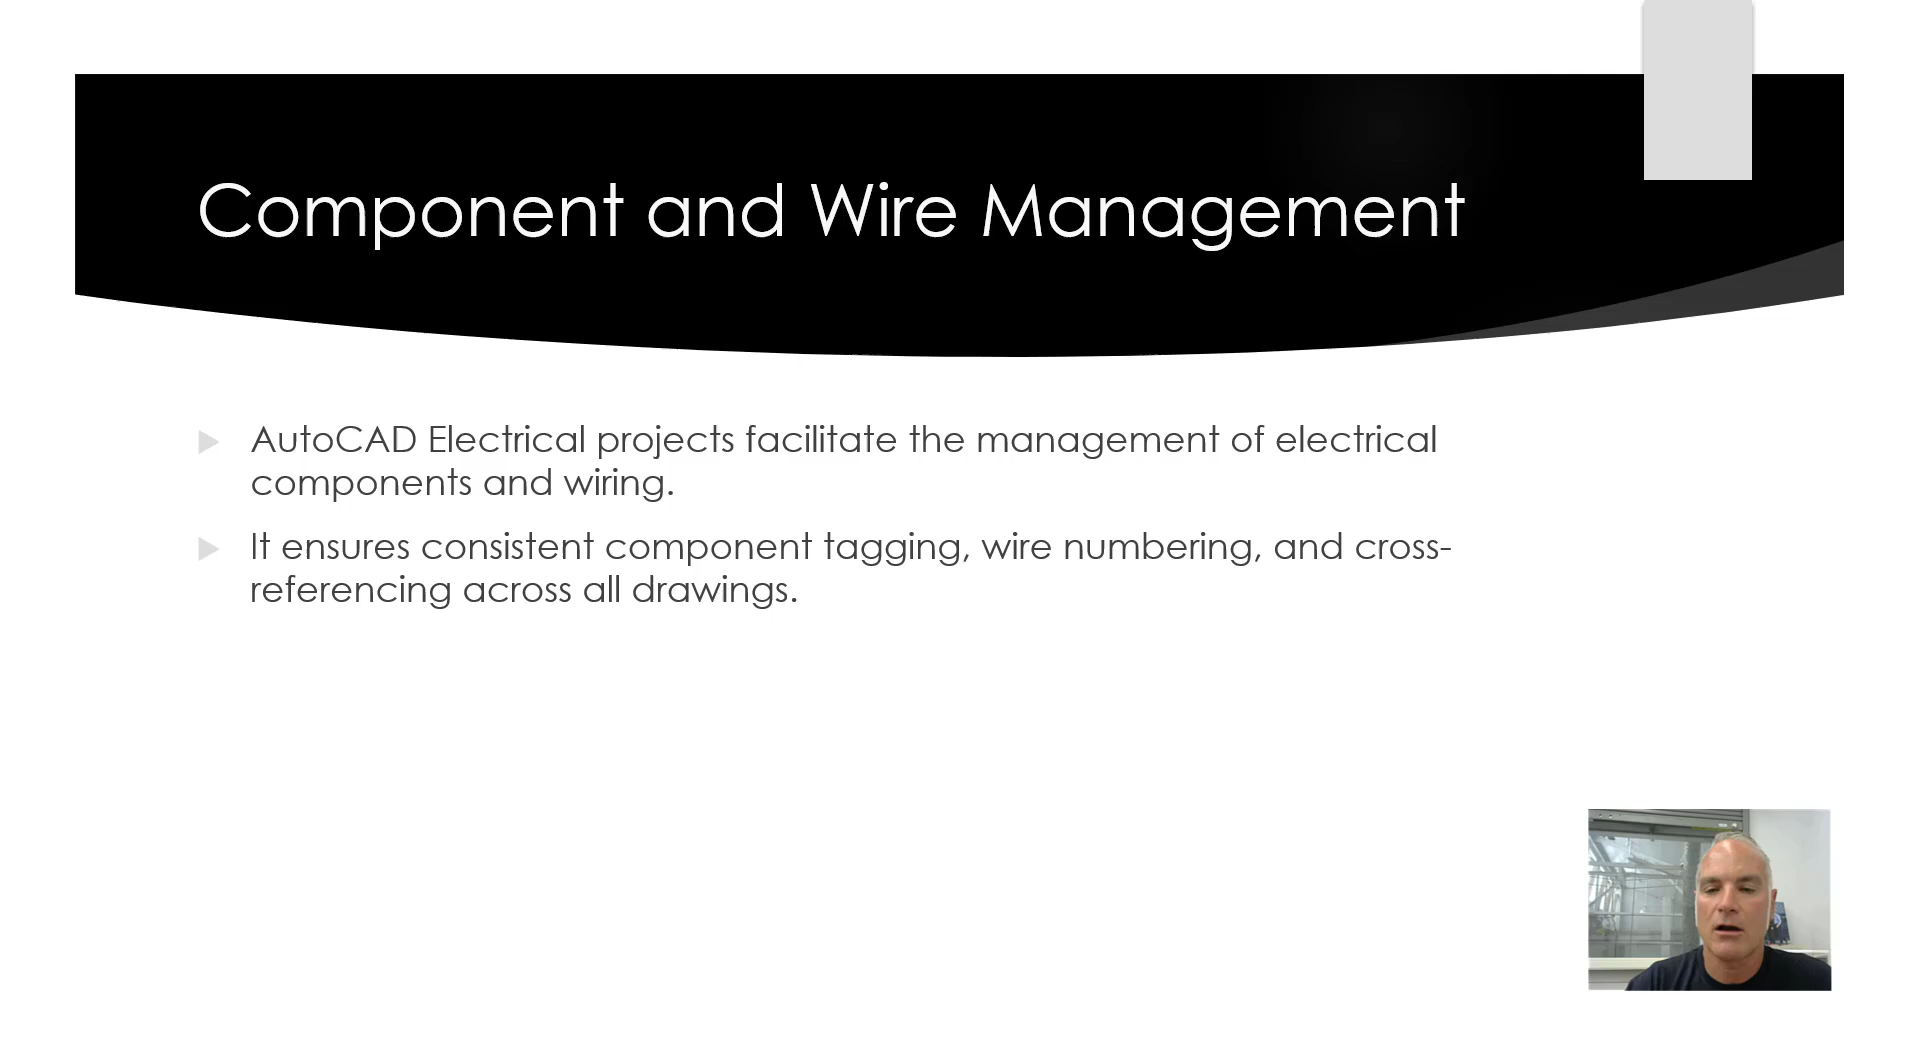 Component and Wire Management
AutoCAD Electrical projects facilitate the management of electrical
components and wiring.
It ensures consistent component tagging, wire numbering, and cross-
referencing across all drawings.